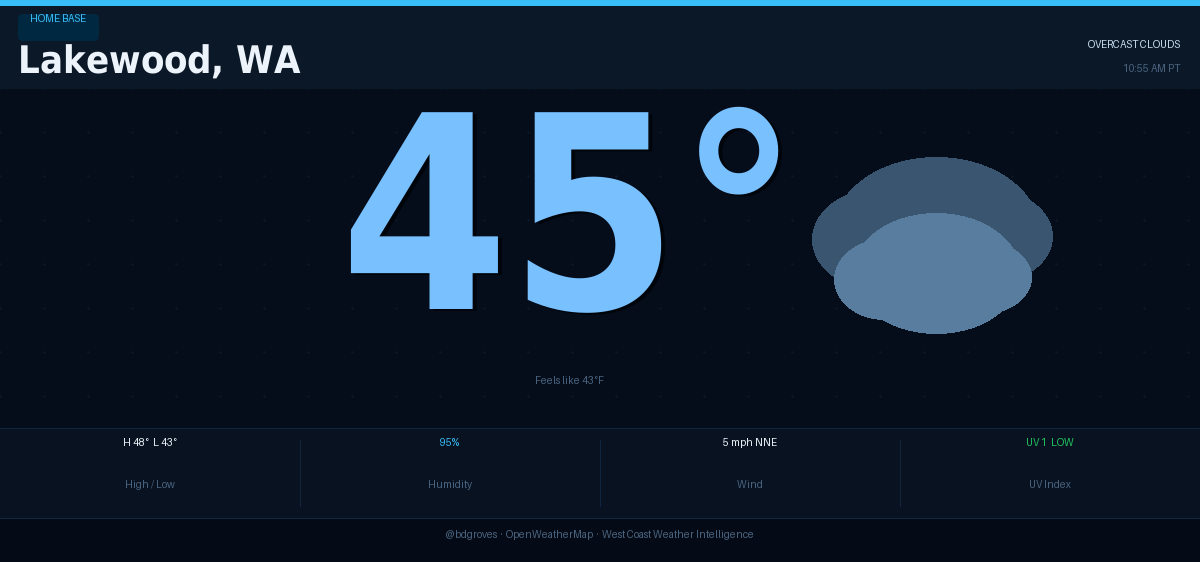 HOME BASE
Lakewood, WA
OVERCAST CLOUDS
10:55 AM PT
45°
Feels like 43°F
H 48° L 43°
High / Low
95%
Humidity
5 mph NNE
Wind
UV 1 LOW
UV Index
@bdgroves · OpenWeatherMap · West Coast Weather Intelligence